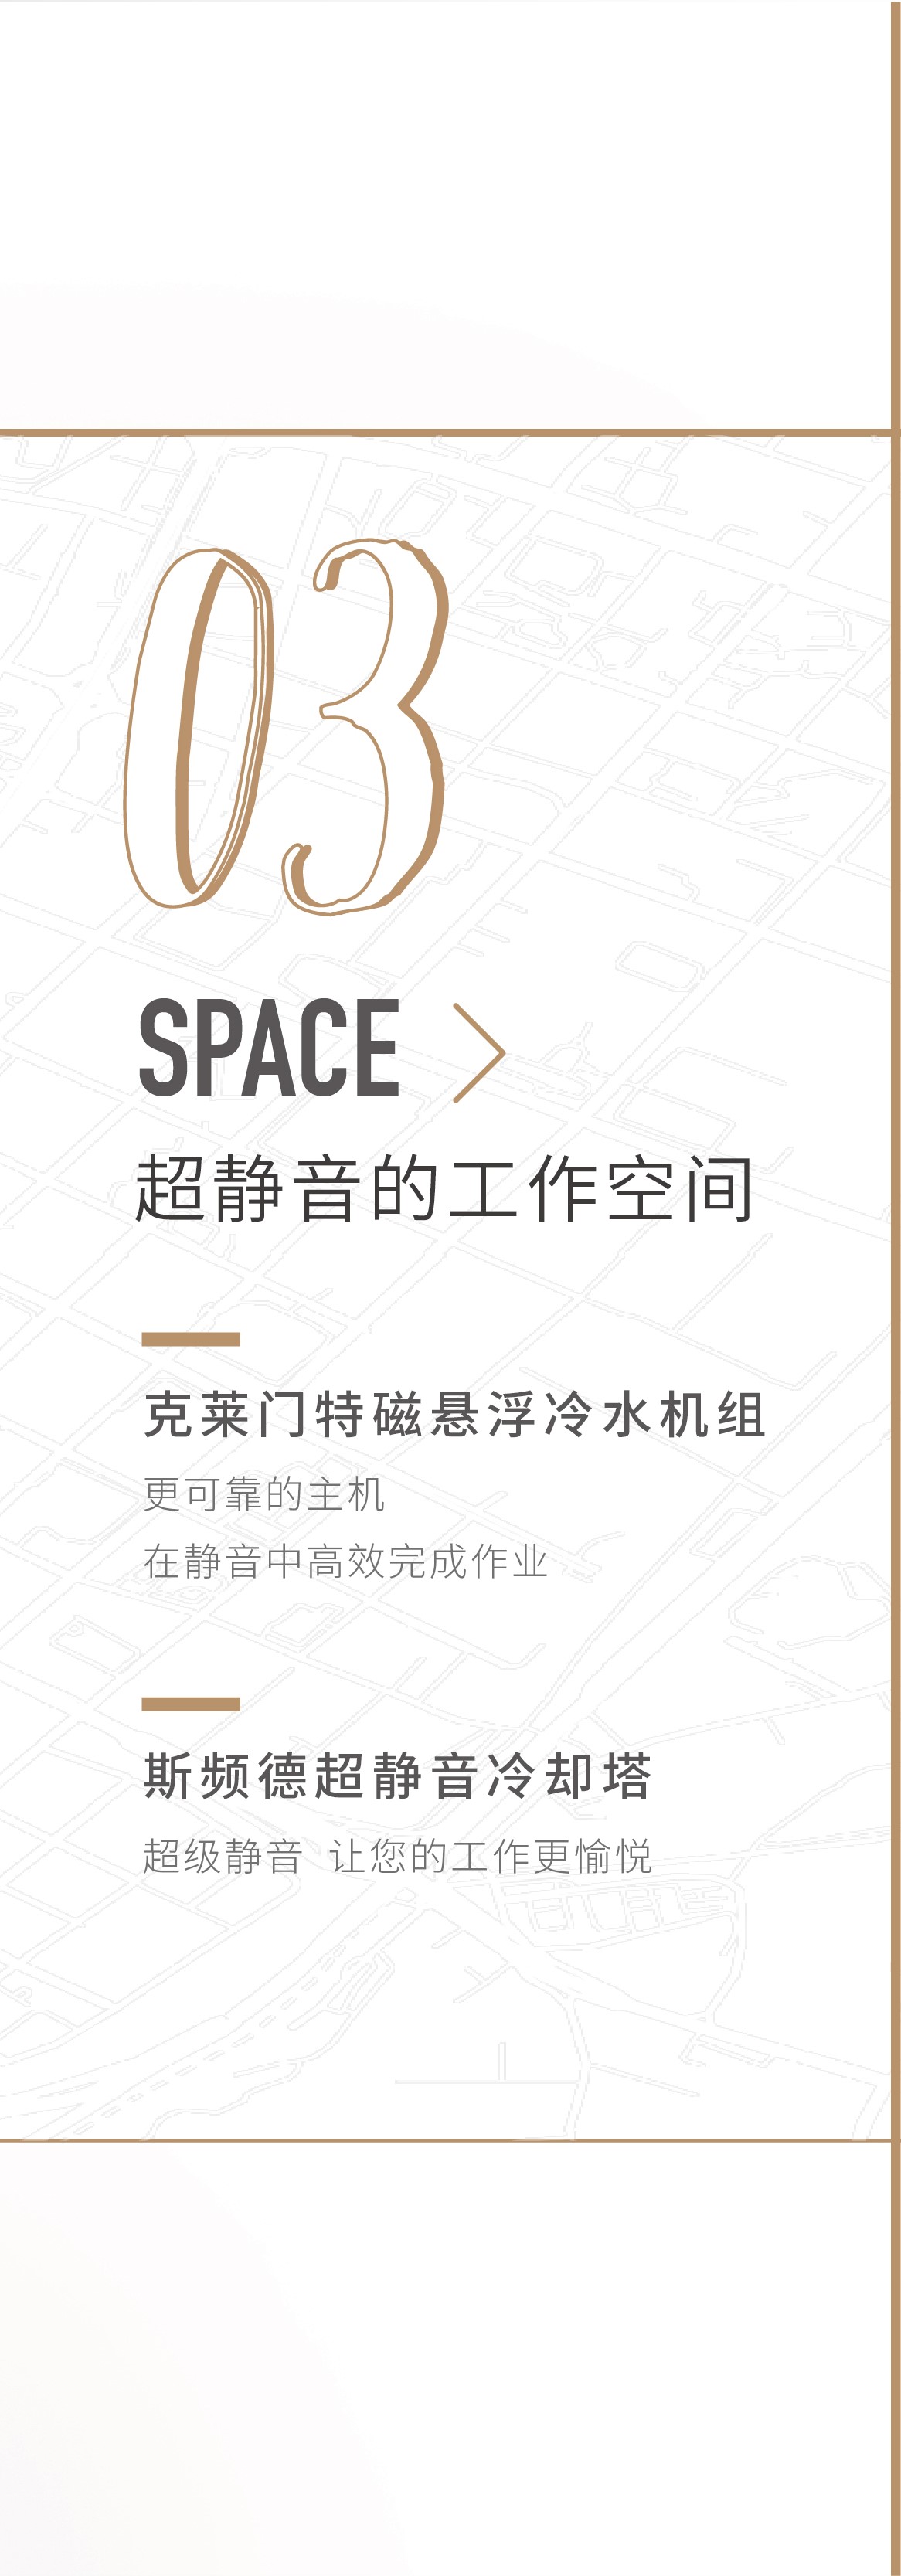 03
SPACE
超静音的工作空间
克莱门特磁悬浮冷水机组
更可靠的主机
在静音中高效完成作业
斯频德超静音冷却塔
超级静音 让您的工作更愉悦